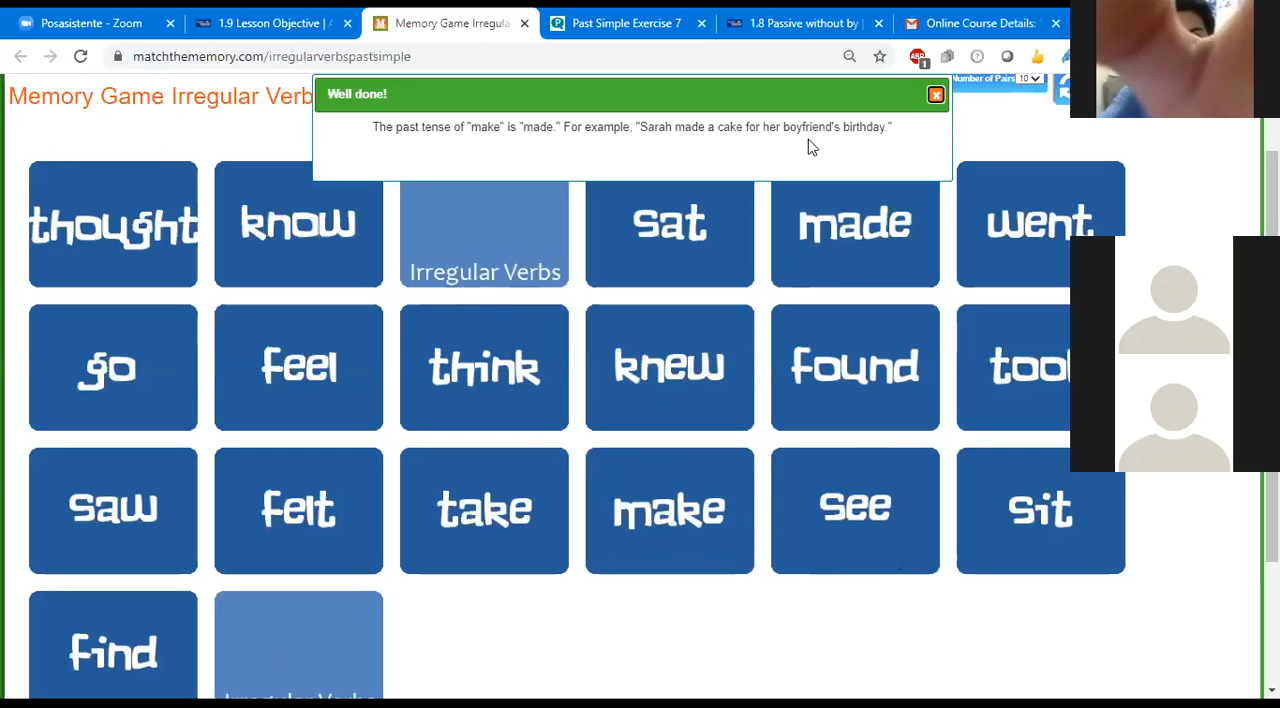 Posasistente - Zoom
1.9 Lesson Objective |
Memory Game Irregul
Past Simple Exercise 7
1.8 Passive without by |
Online Course Details:
matchthememory.com/irregularverbspastsimple
1
Memory Game Irregular Verb
Number of Pairs 10
Well done!
The past tense of "make" is "made." For example, "Sarah made a cake for her boyfriend's birthday."
thought know sat made went
Irregular Verbs
go feel think knew found
saw felt take make see sit
find